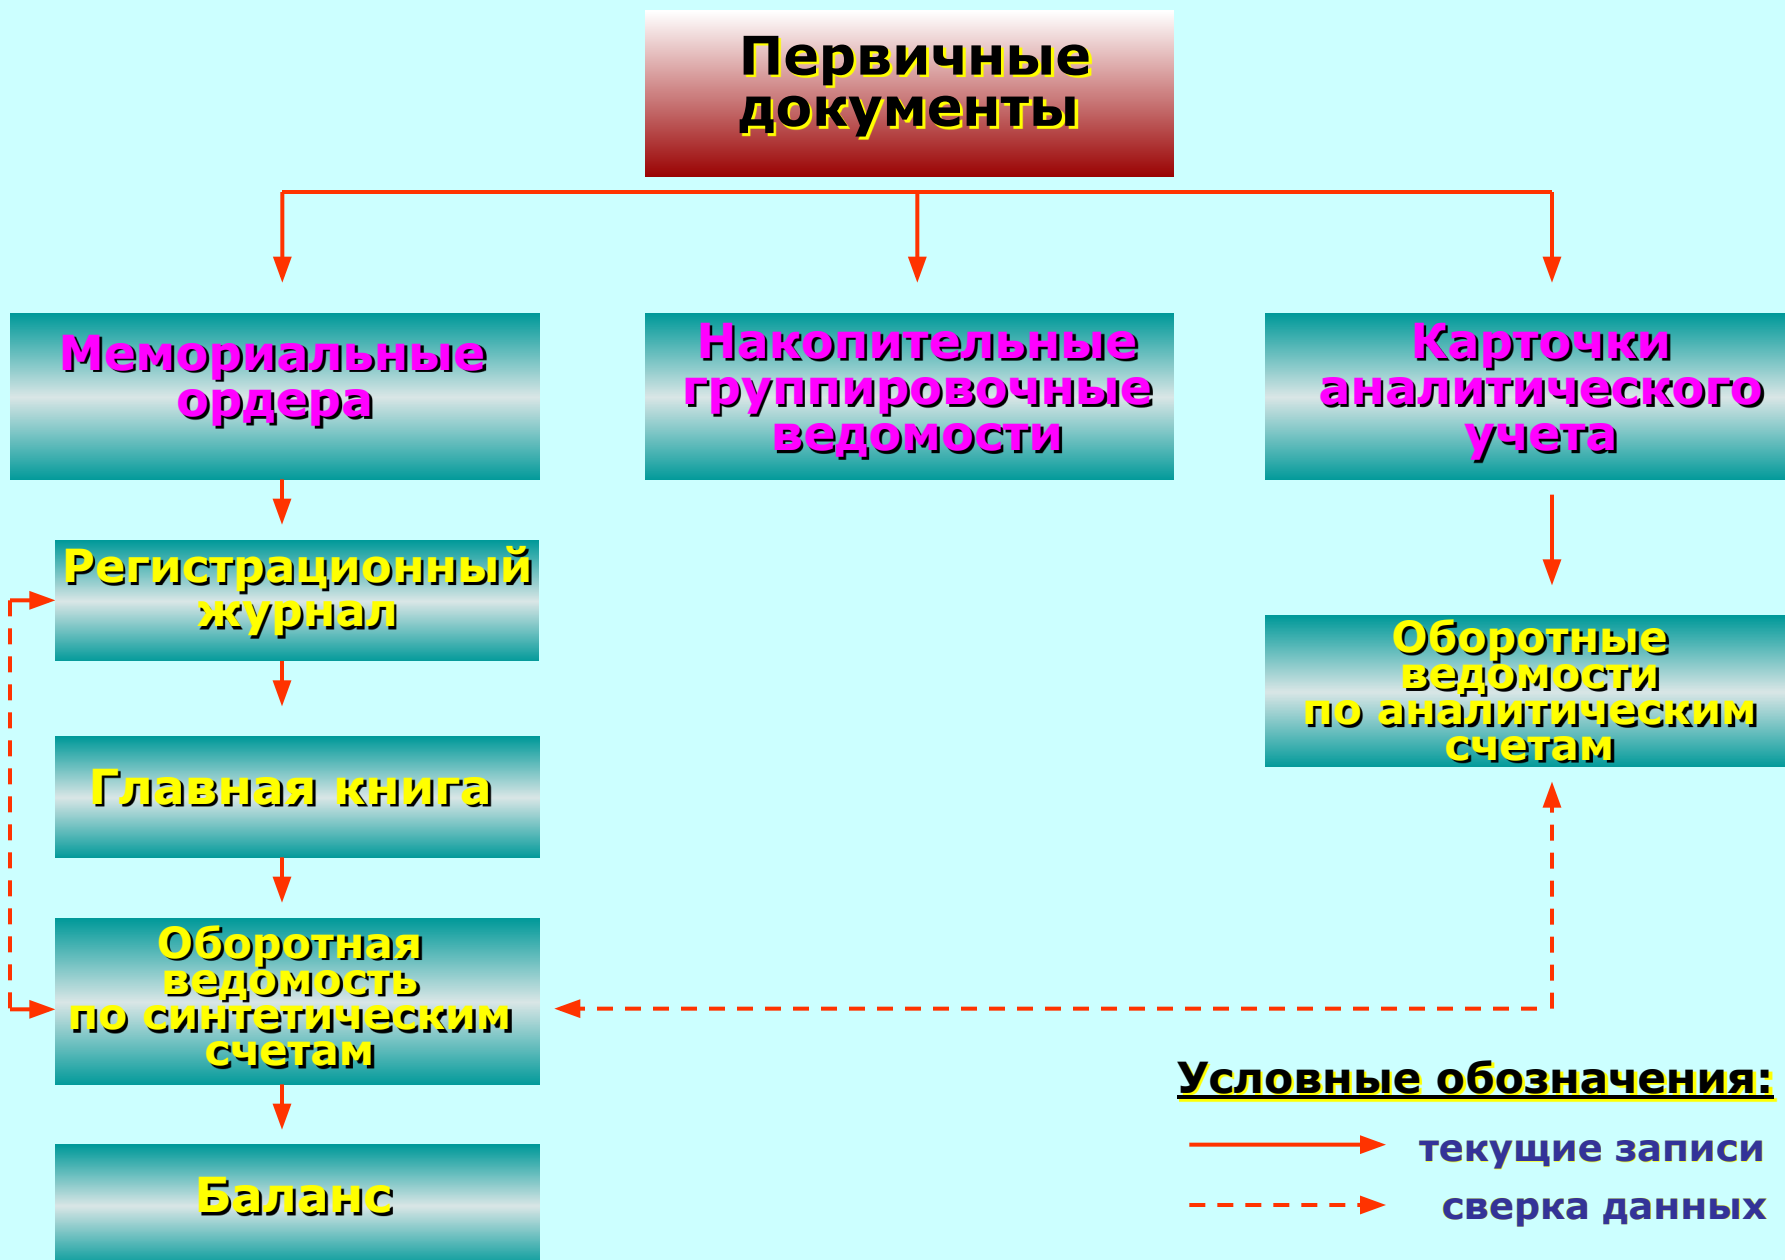 Первичные
документы
Мемориальные
ордера
Накопительные
группировочные
ведомости
Карточки
аналитического
учета
Регистрационный
журнал
Оборотные
ведомости
по аналитическим
счетам
Главная книга
Оборотная
ведомость
по синтетическим
счетам
Баланс
Условные обозначения:
текущие записи
сверка данных